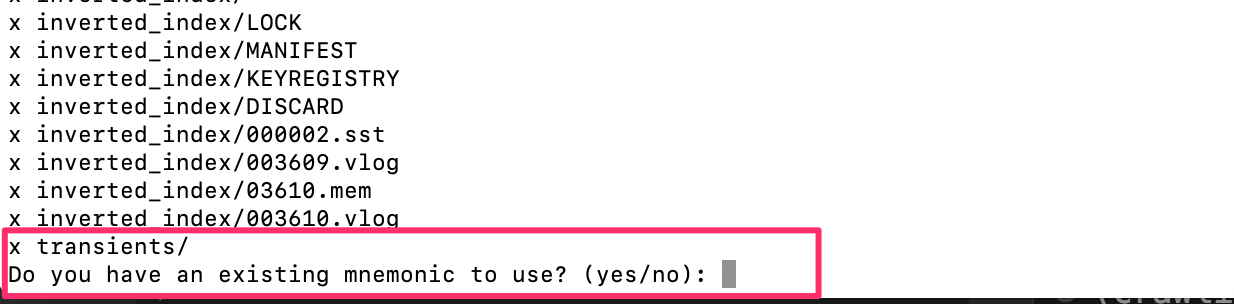 x inverted_index/
x inverted_index/LOCK
x inverted_index/MANIFEST
x inverted_index/KEYREGISTRY
x inverted_index/DISCARD
x inverted_index/000002.sst
x inverted_index/003609.vlog
x inverted_index/03610.mem
x inverted_index/003610.vlog
x transients/
Do you have an existing mnemonic to use? (yes/no):